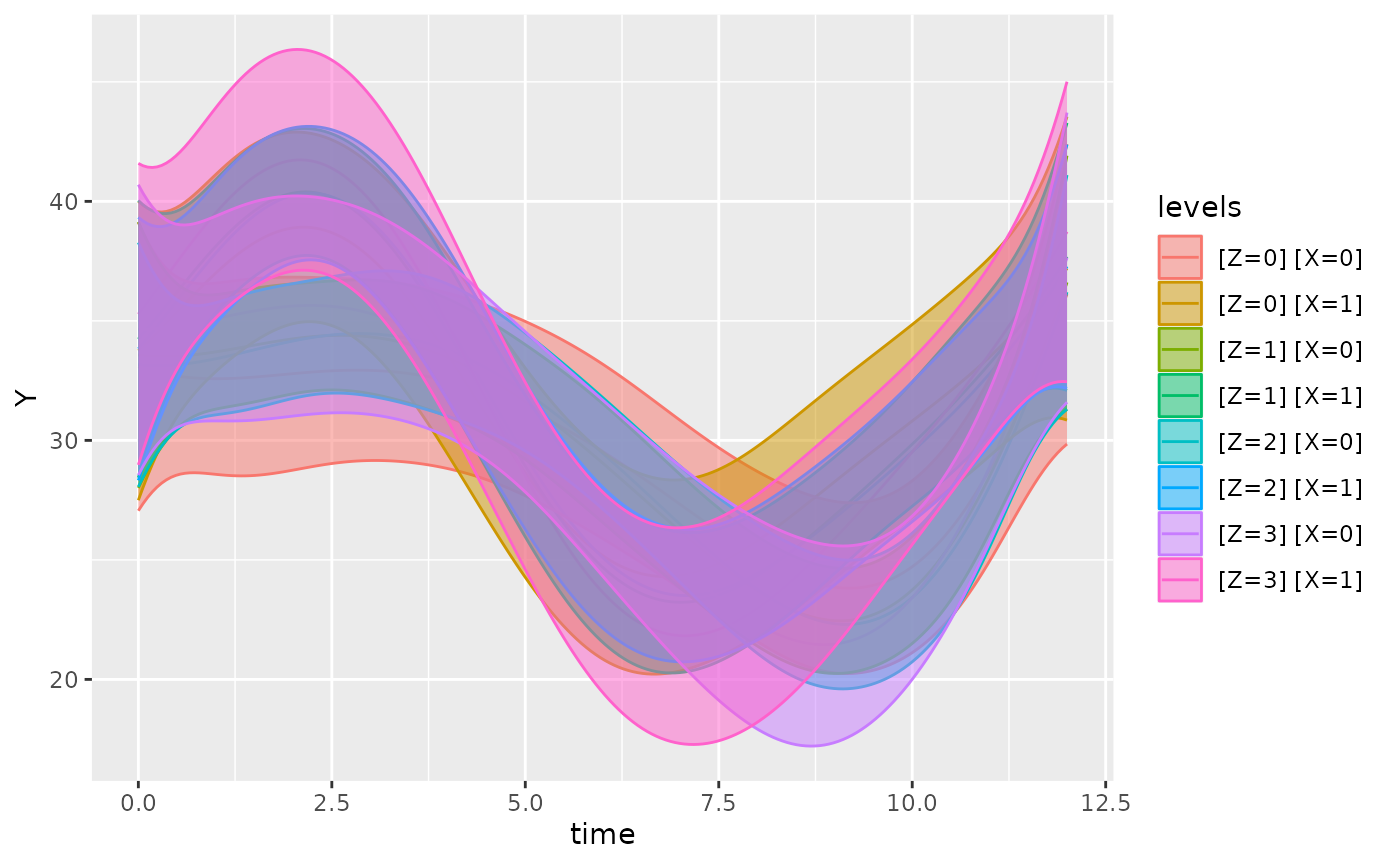 Y
40
30
20
0.0 2.5 5.0 7.5 10.0 12.5
time
levels
[Z=0] [X=0]
[Z=0] [X=1]
[Z=1] [X=0]
[Z=1] [X=1]
[Z=2] [X=0]
[Z=2] [X=1]
[Z=3] [X=0]
[Z=3] [X=1]